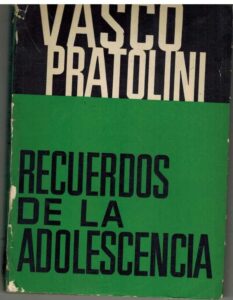 VASCO
PRATOLINI
RECUERDOS
DE LA
ADOLESCENCIA